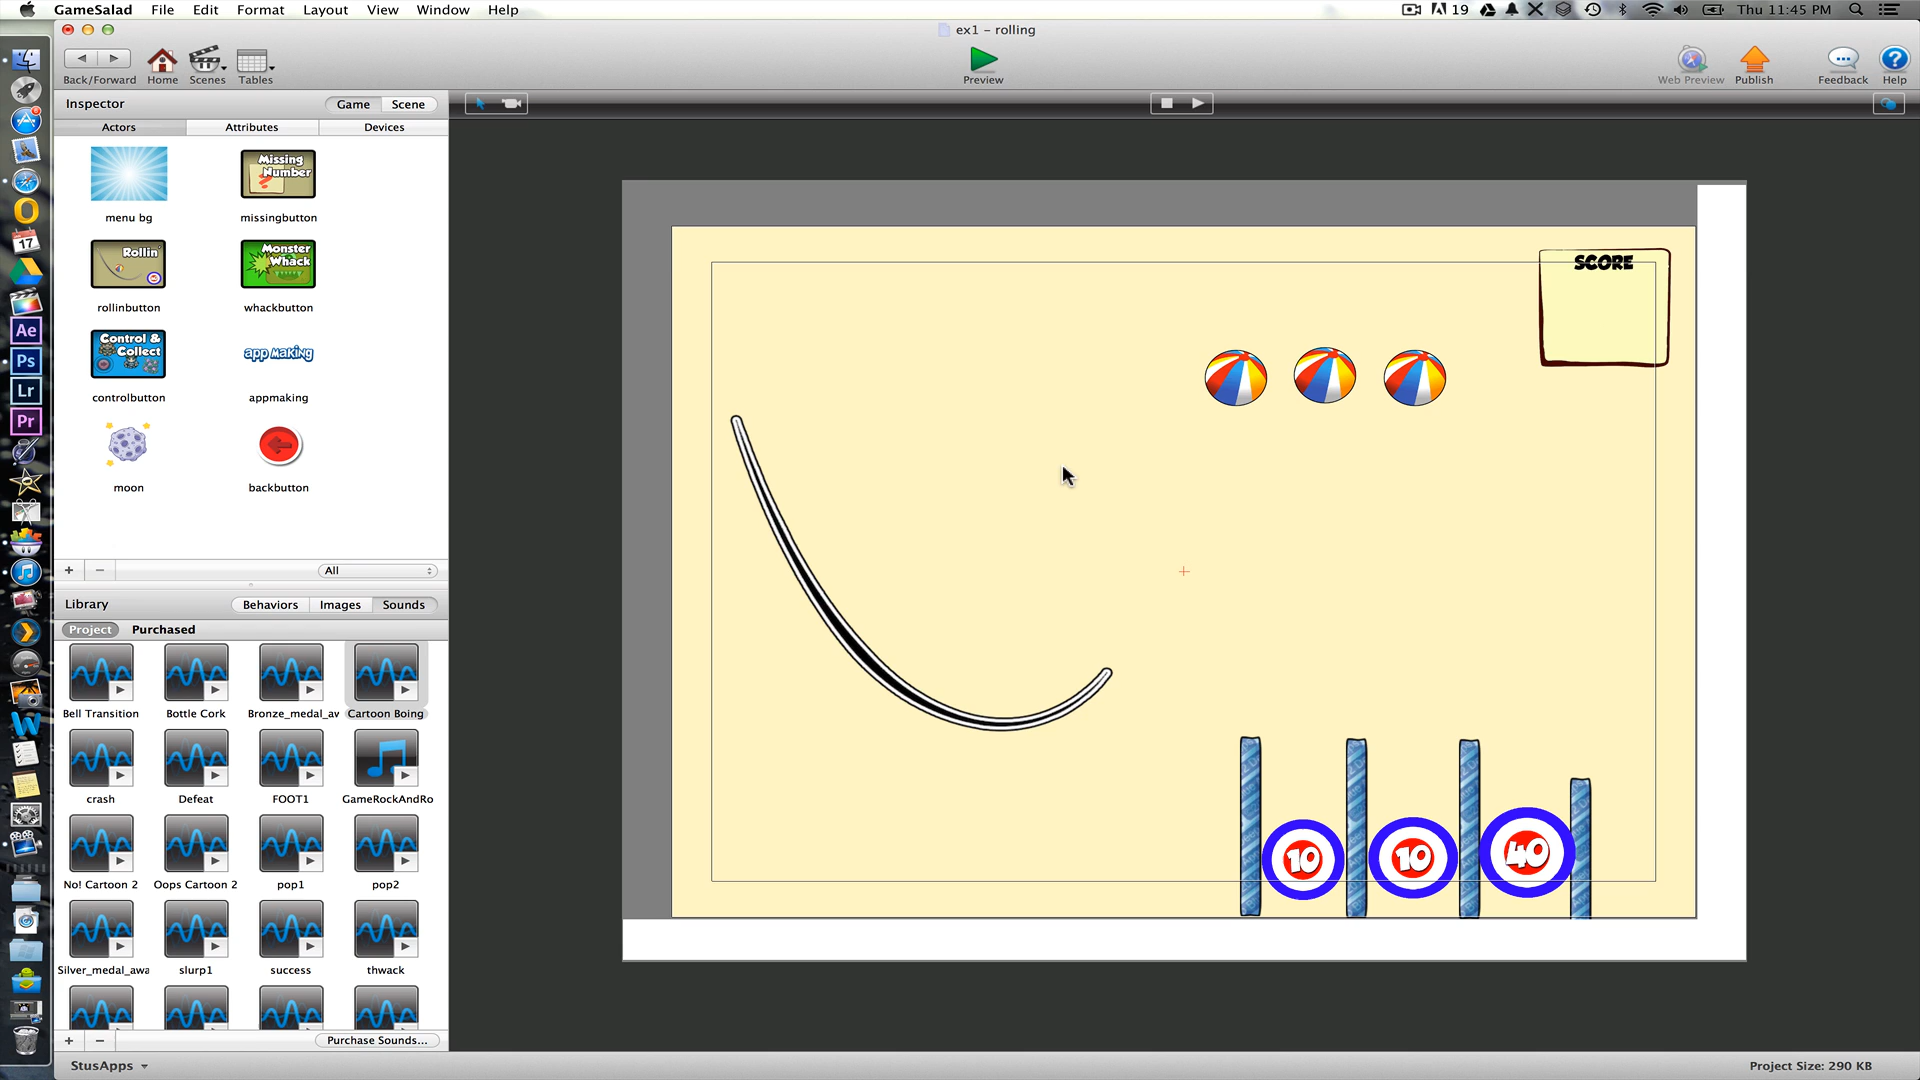 GameSalad File Edit Format Layout View Window Help
19 Thu 11:45 PM
ex1 - rolling
Back/Forward Home Scenes Tables
Preview
Web Preview Publish Feedback Help
Inspector Game Scene
Actors Attributes Devices
Missing
Number
menu bg missingbutton
Rollin'
Monster
Whack
rollinbutton whackbutton
Control &
Collect
app making
controlbutton appmaking
moon backbutton
+ − All
Library Behaviors Images Sounds
Project Purchased
Bell Transition Bottle Cork Bronze_medal_aw Cartoon Boing
crash Defeat FOOT1 GameRockAndRo
No! Cartoon 2 Oops Cartoon 2 pop1 pop2
Silver_medal_awa slurp1 success thwack
+ − Purchase Sounds...
StusApps
Project Size: 290 KB
SCORE
10 10 40
17
Ae
Ps
Lr
Pr
W